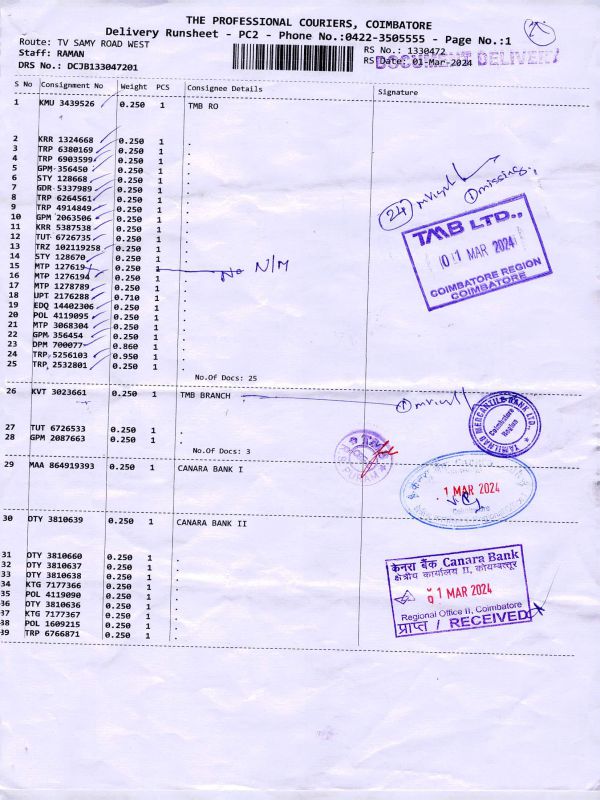 THE PROFESSIONAL COURIERS, COIMBATORE
Delivery Runsheet - PC2 - Phone No.:0422-3505555 - Page No.:1
Route: TV SAMY ROAD WEST
RS No.: 1330472
Staff: RAMAN
RS Date: 01-Mar-2024
DOCUMENT DELIVERY
DRS No.: DCJB133047201
S No Consignment No Weight PCS Consignee Details Signature
1 KMU 3439526 0.250 1 TMB RO
2 KRR 1324668 0.250 1 .
3 TRP 6380169 0.250 1 .
4 TRP 6903599 0.250 1 .
5 GPM 356450 0.250 1 .
6 STY 128668 0.250 1 .
7 GDR 5337989 0.250 1 .
8 TRP 6264561 0.250 1 .
9 TRP 4914849 0.250 1 .
10 GPM 2063506 0.250 1 .
11 KRR 5387538 0.250 1 .
12 TUT 6726735 0.250 1 .
13 TRZ 102119258 0.250 1 .
14 STY 128670 0.250 1 .
15 MTP 127619 0.250 1
16 MTP 1276194 0.250 1 .
17 MTP 1278789 0.250 1 .
18 UPT 2176288 0.710 1 .
19 EDQ 14402306 0.250 1 .
20 POL 4119095 0.250 1 .
21 MTP 3068304 0.250 1 .
22 GPM 356454 0.250 1 .
23 DPM 700077 0.860 1 .
24 TRP 5256103 0.950 1 .
25 TRP 2532801 0.250 1 .
No N/M
24
1 missing
TMB LTD.,
01 MAR 2024
COIMBATORE REGION
COIMBATORE
No.Of Docs: 25
26 KVT 3023661 0.250 1 TMB BRANCH
27 TUT 6726533 0.250 1 .
28 GPM 2087663 0.250 1 .
No.Of Docs: 3
TAMILNAD MERCANTILE BANK LTD.
Coimbatore
Region
29 MAA 864919393 0.250 1 CANARA BANK I
1 MAR 2024
30 DTY 3810639 0.250 1 CANARA BANK II
31 DTY 3810660 0.250 1 .
32 DTY 3810637 0.250 1 .
33 DTY 3810638 0.250 1 .
34 KTG 7177366 0.250 1 .
35 POL 4119090 0.250 1 .
36 DTY 3810636 0.250 1 .
37 KTG 7177367 0.250 1 .
38 POL 1609215 0.250 1 .
39 TRP 6766871 0.250 1 .
केनरा बैंक Canara Bank
क्षेत्रीय कार्यालय II, कोयम्बत्तूर
1 MAR 2024
Regional Office II, Coimbatore
प्राप्त / RECEIVED